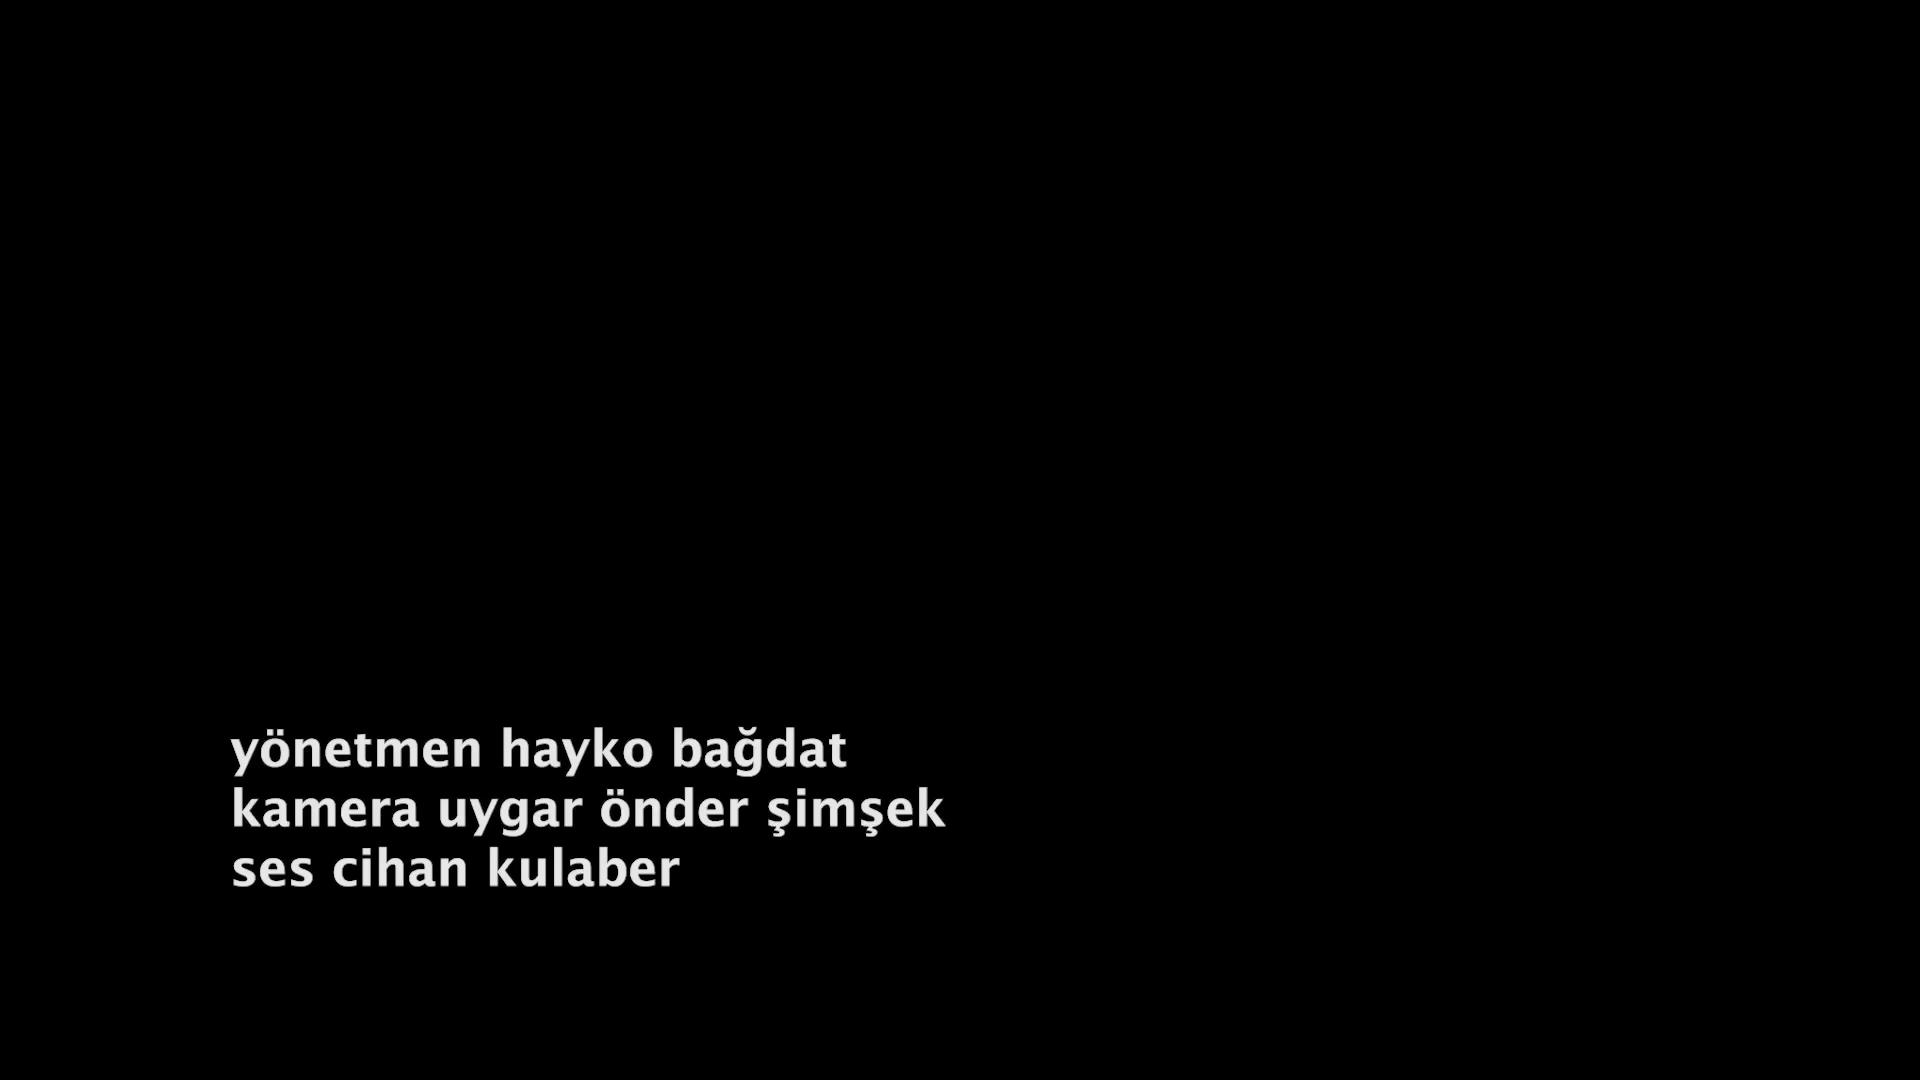 yönetmen hayko bağdat
kamera uygar önder şimşek
ses cihan kulaber